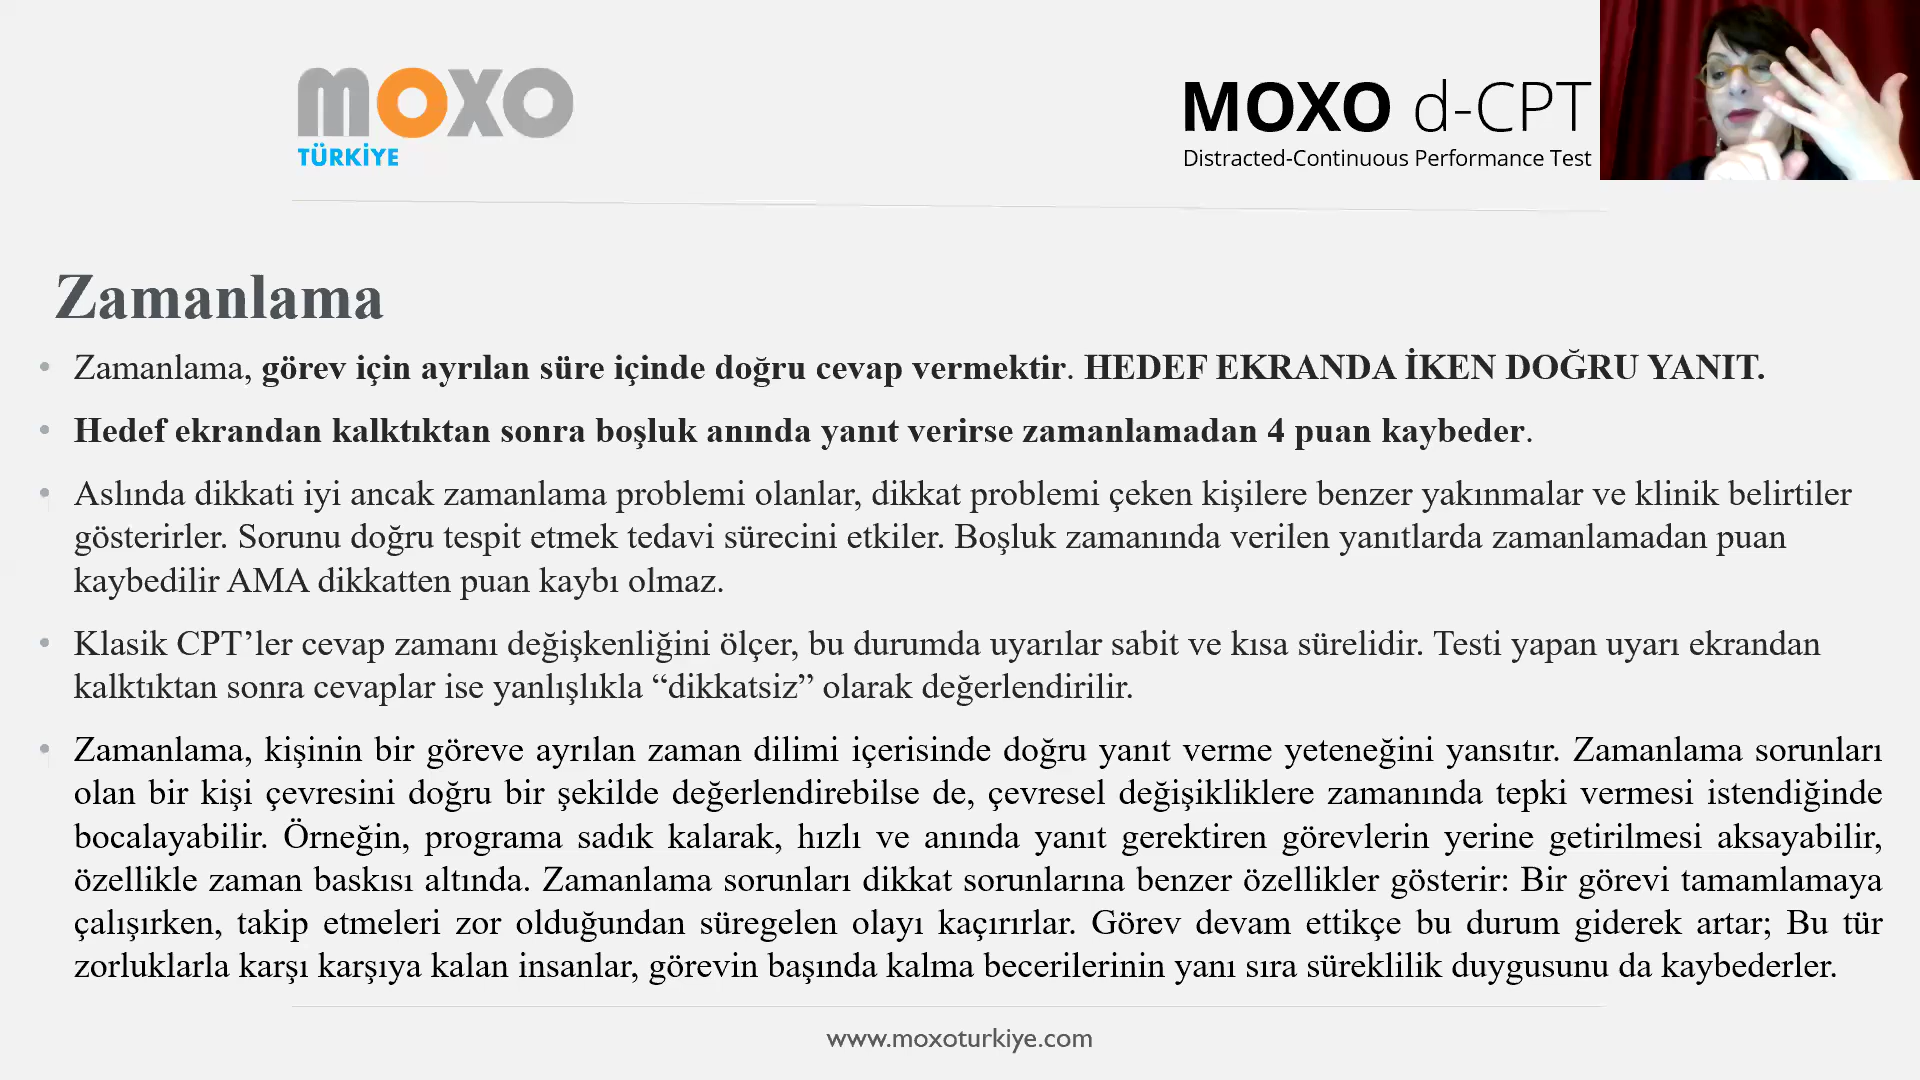 moxo
TÜRKİYE
MOXO d-CPT
Distracted-Continuous Performance Test
Zamanlama
• Zamanlama, görev için ayrılan süre içinde doğru cevap vermektir. HEDEF EKRANDA İKEN DOĞRU YANIT.
• Hedef ekrandan kalktıktan sonra boşluk anında yanıt verirse zamanlamadan 4 puan kaybeder.
• Aslında dikkati iyi ancak zamanlama problemi olanlar, dikkat problemi çeken kişilere benzer yakınmalar ve klinik belirtiler
gösterirler. Sorunu doğru tespit etmek tedavi sürecini etkiler. Boşluk zamanında verilen yanıtlarda zamanlamadan puan
kaybedilir AMA dikkatten puan kaybı olmaz.
• Klasik CPT’ler cevap zamanı değişkenliğini ölçer, bu durumda uyarılar sabit ve kısa sürelidir. Testi yapan uyarı ekrandan
kalktıktan sonra cevaplar ise yanlışlıkla “dikkatsiz” olarak değerlendirilir.
• Zamanlama, kişinin bir göreve ayrılan zaman dilimi içerisinde doğru yanıt verme yeteneğini yansıtır. Zamanlama sorunları
olan bir kişi çevresini doğru bir şekilde değerlendirebilse de, çevresel değişikliklere zamanında tepki vermesi istendiğinde
bocalayabilir. Örneğin, programa sadık kalarak, hızlı ve anında yanıt gerektiren görevlerin yerine getirilmesi aksayabilir,
özellikle zaman baskısı altında. Zamanlama sorunları dikkat sorunlarına benzer özellikler gösterir: Bir görevi tamamlamaya
çalışırken, takip etmeleri zor olduğundan süregelen olayı kaçırırlar. Görev devam ettikçe bu durum giderek artar; Bu tür
zorluklarla karşı karşıya kalan insanlar, görevin başında kalma becerilerinin yanı sıra süreklilik duygusunu da kaybederler.
www.moxoturkiye.com